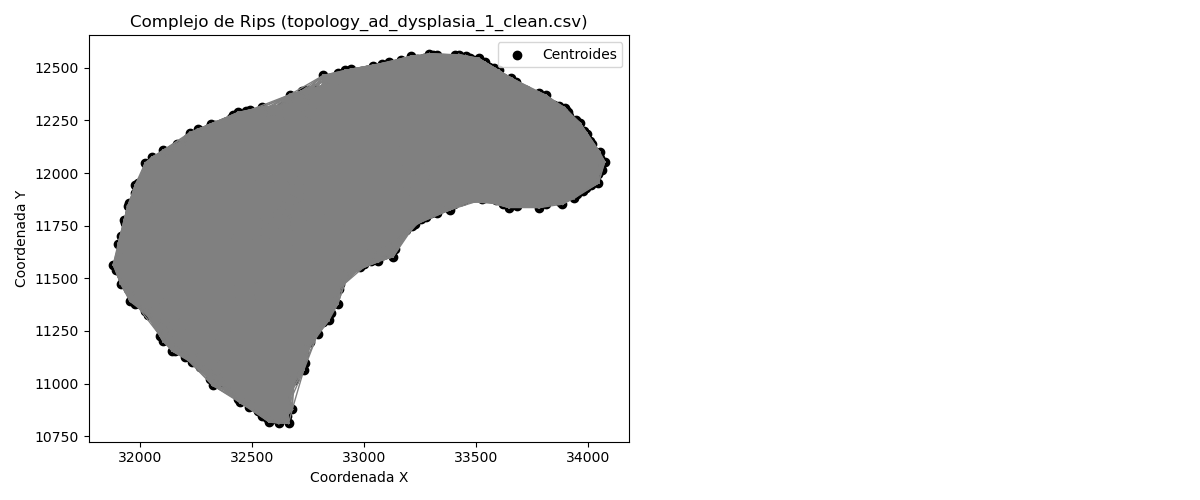 Complejo de Rips (topology_ad_dysplasia_1_clean.csv)
Centroides
12500
12250
12000
11750
11500
11250
11000
10750
Coordenada Y
32000 32500 33000 33500 34000
Coordenada X